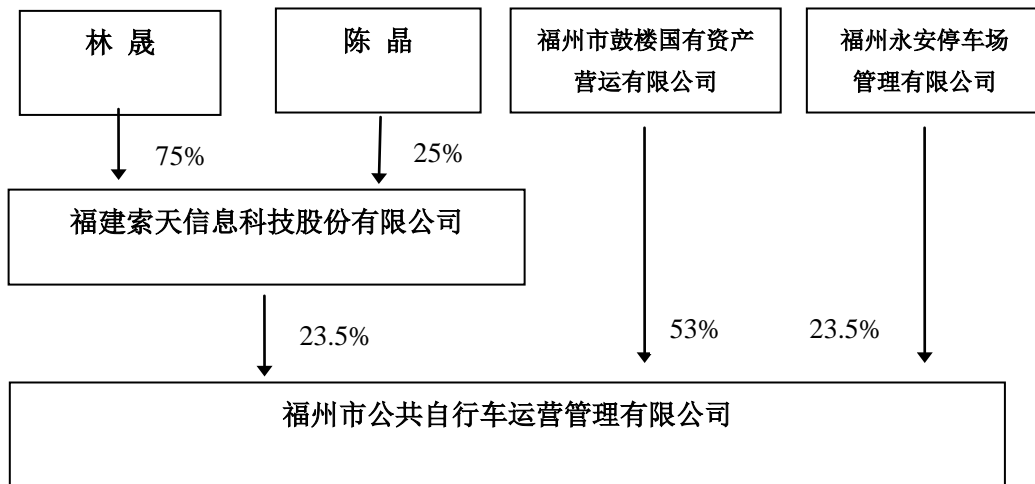 林 晟
陈 晶
福州市鼓楼国有资产
营运有限公司
福州永安停车场
管理有限公司
75%
25%
福建索天信息科技股份有限公司
23.5%
53%
23.5%
福州市公共自行车运营管理有限公司